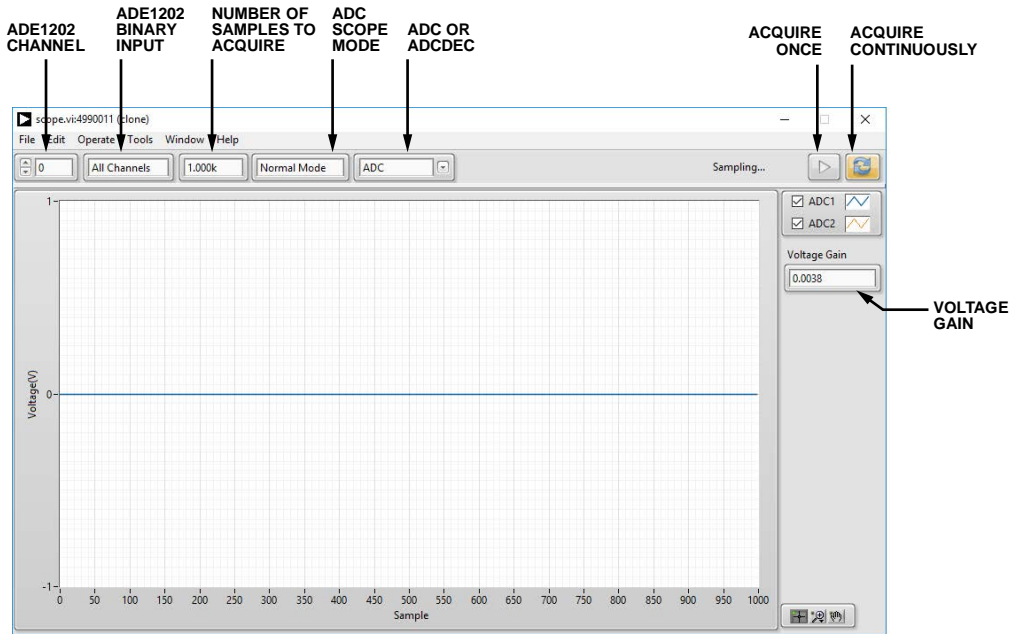 ADE1202
CHANNEL
ADE1202
BINARY
INPUT
NUMBER OF
SAMPLES TO
ACQUIRE
ADC
SCOPE
MODE
ADC OR
ADCDEC
ACQUIRE
ONCE
ACQUIRE
CONTINUOUSLY
scope.vi:4990011 (clone)
File Edit Operate Tools Window Help
0 All Channels 1.000k Normal Mode ADC Sampling...
ADC1
ADC2
Voltage Gain
0.0038
VOLTAGE
GAIN
Voltage(V)
1
0
-1
0 50 100 150 200 250 300 350 400 450 500 550 600 650 700 750 800 850 900 950 1000
Sample